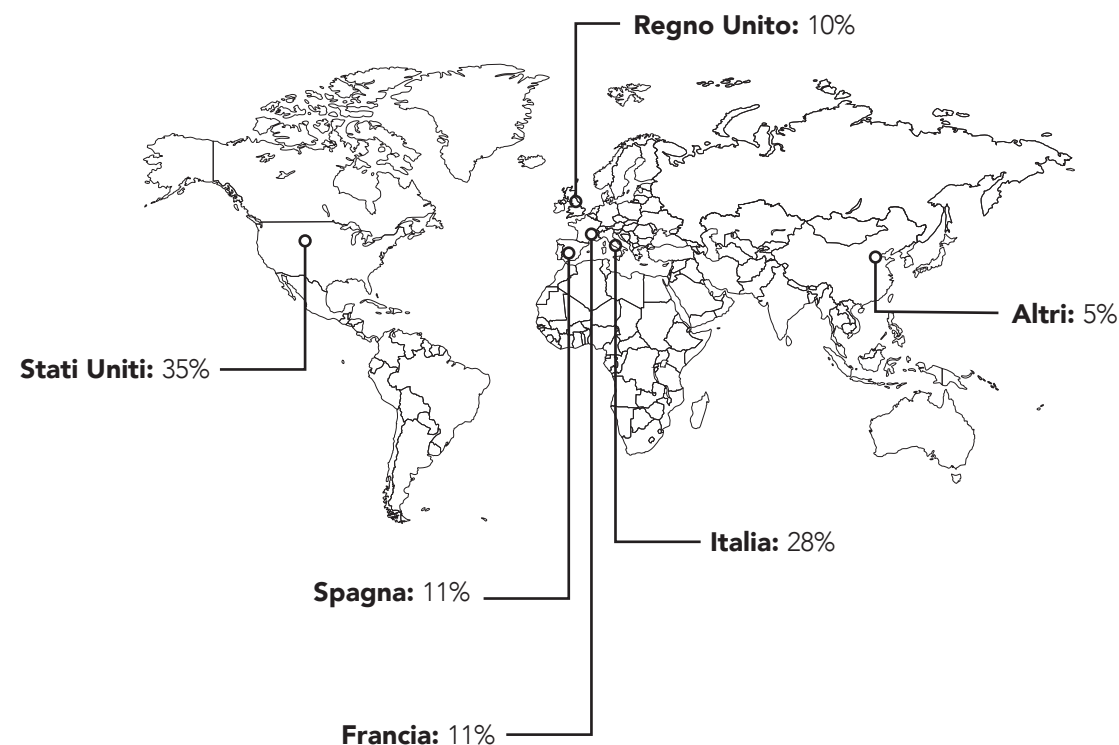 Regno Unito: 10%
Altri: 5%
Stati Uniti: 35%
Italia: 28%
Spagna: 11%
Francia: 11%